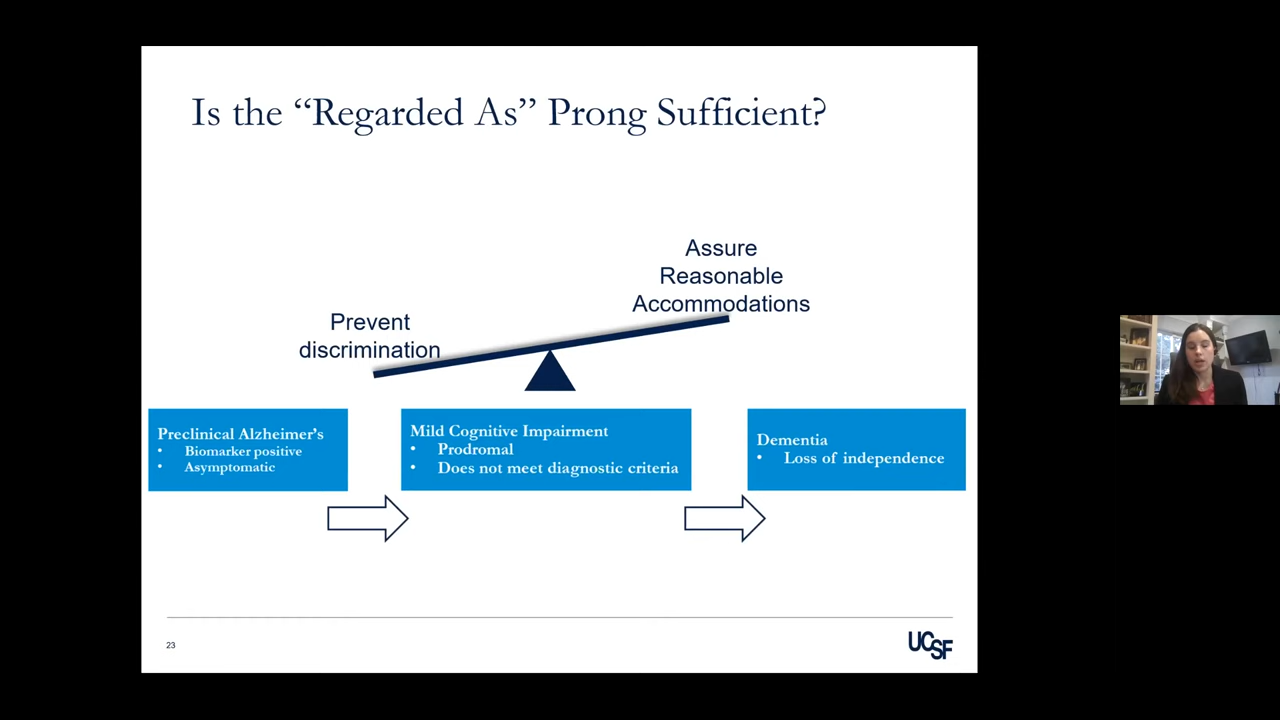 Is the “Regarded As” Prong Sufficient?
Assure
Reasonable
Accommodations
Prevent
discrimination
Preclinical Alzheimer’s
• Biomarker positive
• Asymptomatic
Mild Cognitive Impairment
• Prodromal
• Does not meet diagnostic criteria
Dementia
• Loss of independence
23
UCSF